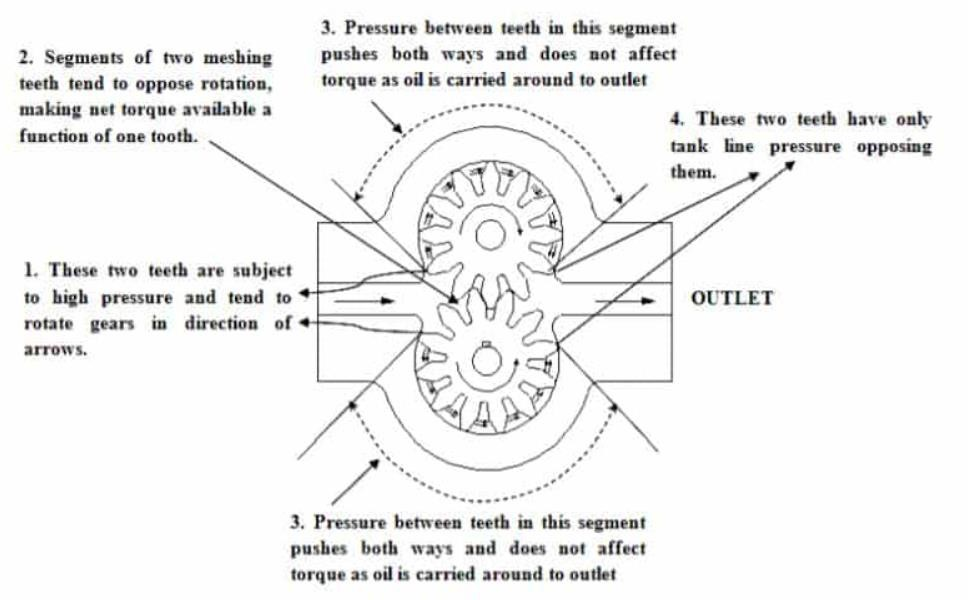 3. Pressure between teeth in this segment
pushes both ways and does not affect
torque as oil is carried around to outlet
2. Segments of two meshing
teeth tend to oppose rotation,
making net torque available a
function of one tooth.
4. These two teeth have only
tank line pressure opposing
them.
1. These two teeth are subject
to high pressure and tend to
rotate gears in direction of
arrows.
OUTLET
3. Pressure between teeth in this segment
pushes both ways and does not affect
torque as oil is carried around to outlet